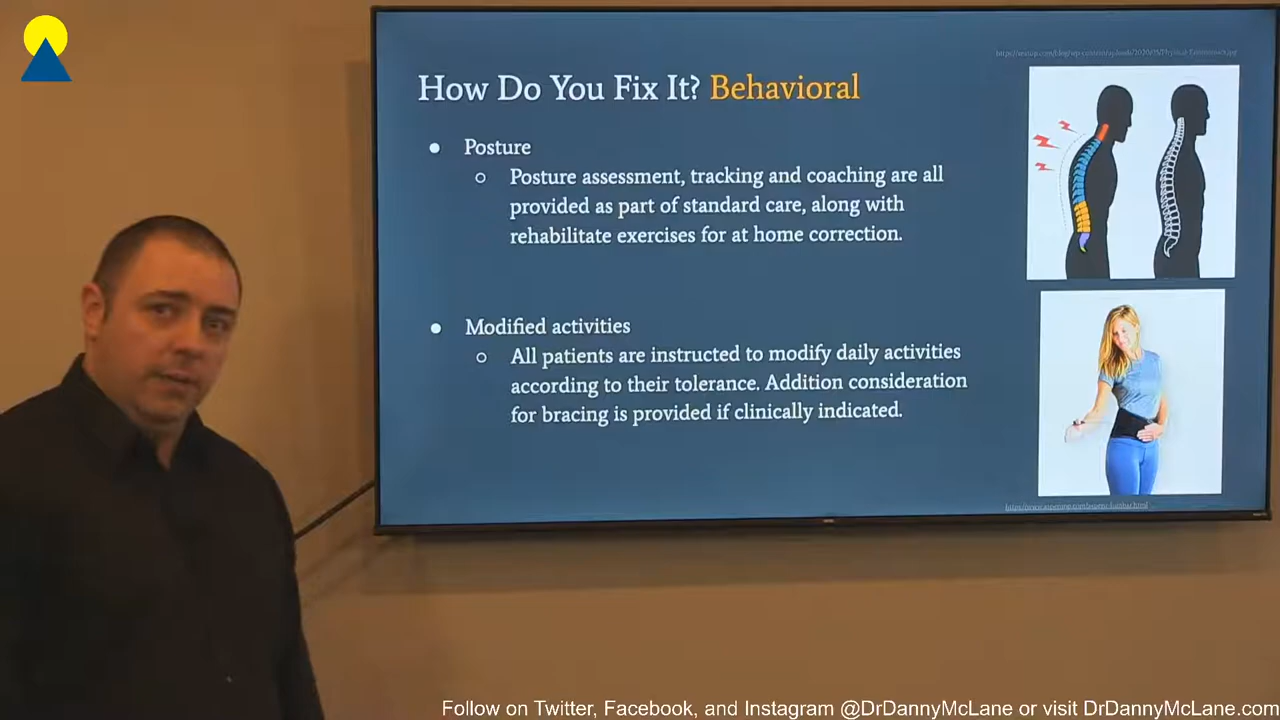 How Do You Fix It? Behavioral
● Posture
○ Posture assessment, tracking and coaching are all
provided as part of standard care, along with
rehabilitate exercises for at home correction.
● Modified activities
○ All patients are instructed to modify daily activities
according to their tolerance. Addition consideration
for bracing is provided if clinically indicated.
Follow on Twitter, Facebook, and Instagram @DrDannyMcLane or visit DrDannyMcLane.com